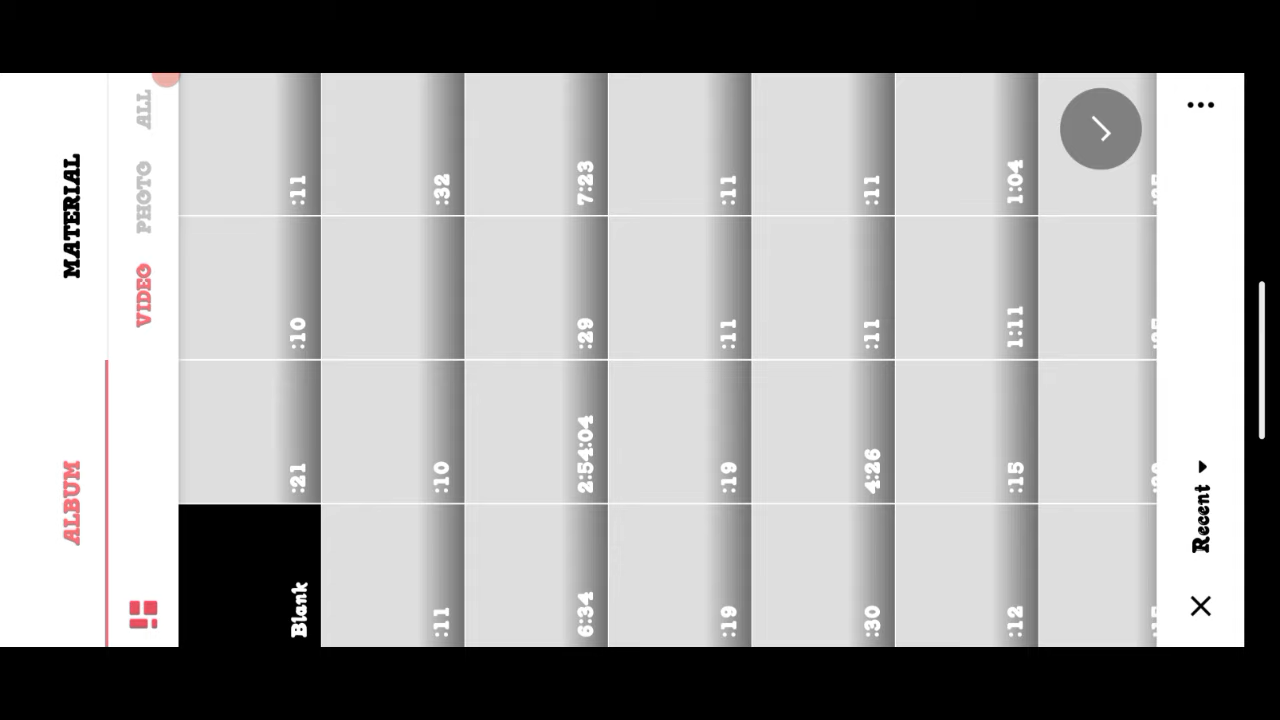 ALBUM MATERIAL
VIDEO PHOTO ALL
Blank :21 :10 :11
:11 :10 :32
6:34 2:54:04 :29 7:23
:19 :19 :11 :11
:30 4:26 :11 :11
:12 :15 1:11 1:04
Recent